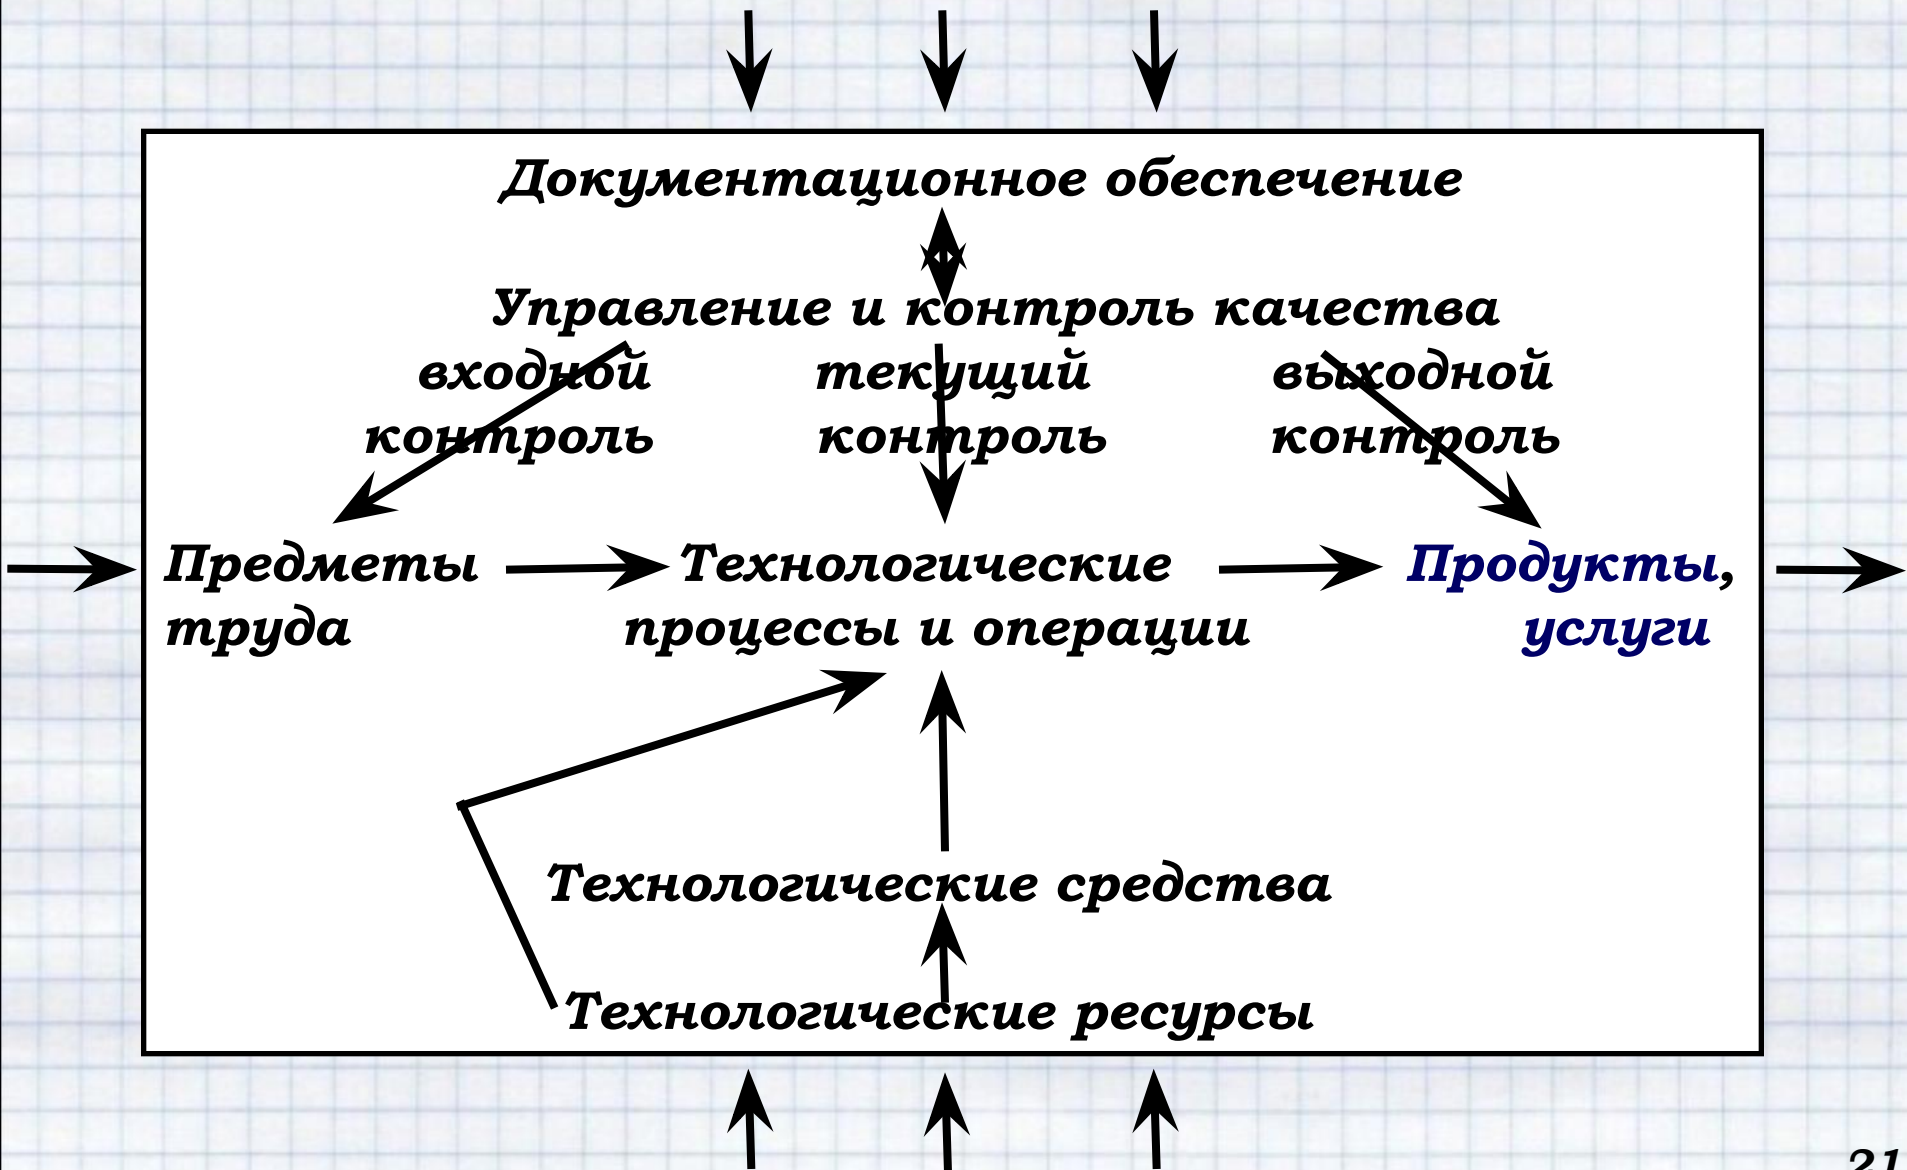 Документационное обеспечение
Управление и контроль качества
входной текущий выходной
контроль контроль контроль
Предметы Технологические Продукты,
труда процессы и операции услуги
Технологические средства
Технологические ресурсы
21